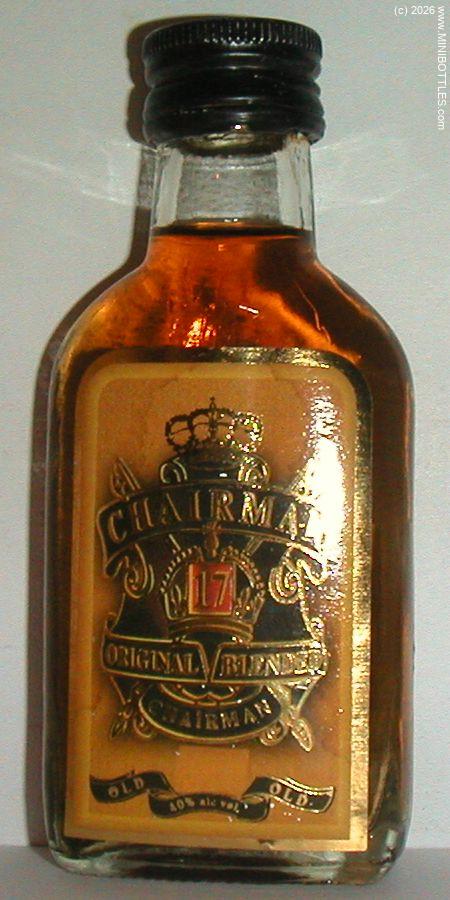 (c) 2026 www.MINIBOTTLES.com
CHAIRMAN
17
ORIGINAL BLENDED
CHAIRMAN
OLD OLD
40% alc vol.